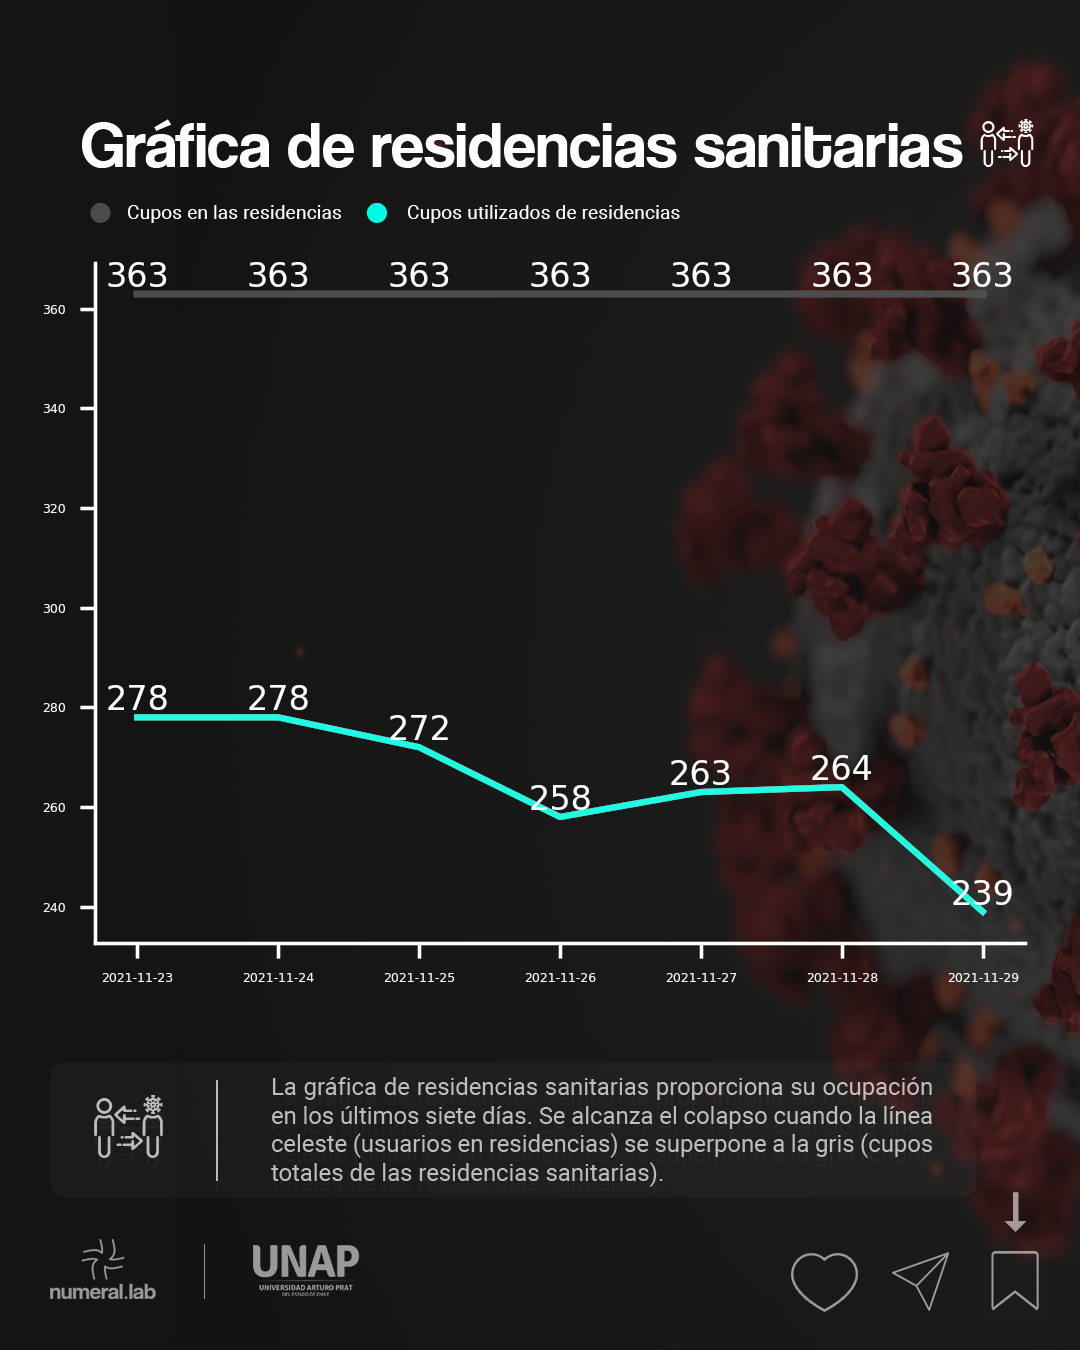 Gráfica de residencias sanitarias
Cupos en las residencias Cupos utilizados de residencias
363 363 363 363 363 363 363
360
340
320
300
280
260
240
278 278 272 258 263 264 239
2021-11-23 2021-11-24 2021-11-25 2021-11-26 2021-11-27 2021-11-28 2021-11-29
La gráfica de residencias sanitarias proporciona su ocupación
en los últimos siete días. Se alcanza el colapso cuando la línea
celeste (usuarios en residencias) se superpone a la gris (cupos
totales de las residencias sanitarias).
numeral.lab
UNAP
UNIVERSIDAD ARTURO PRAT
DEL ESTADO DE CHILE